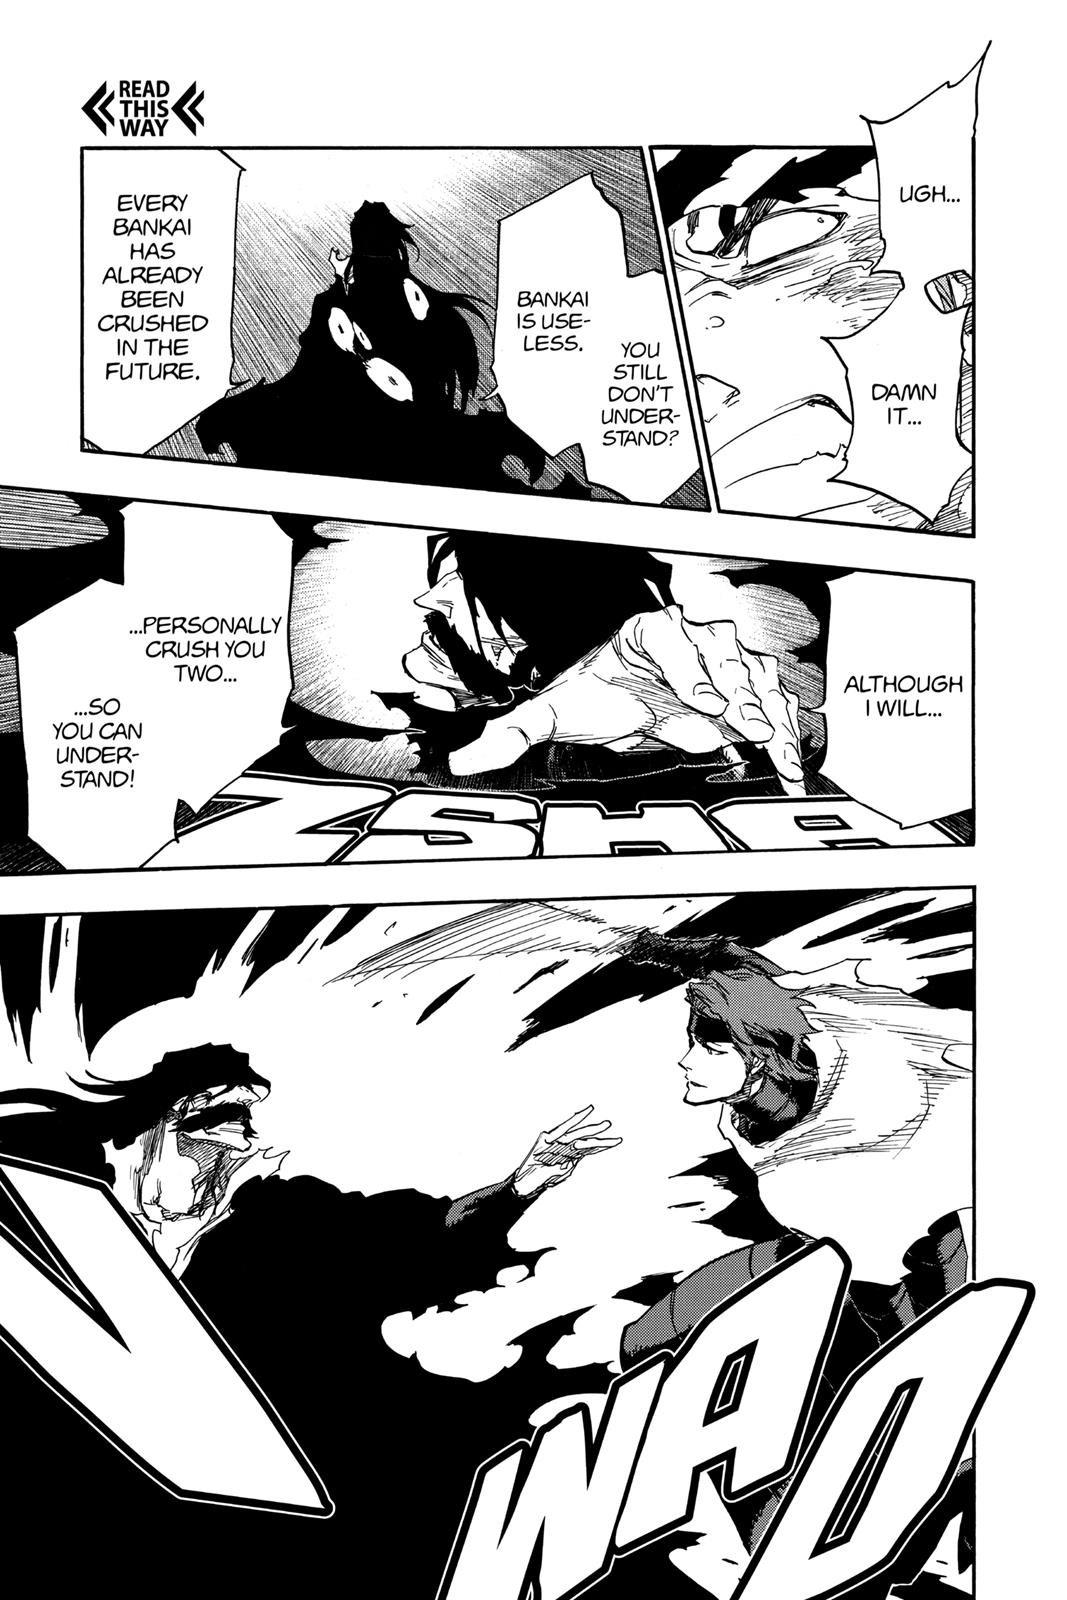 READ
THIS
WAY
UGH...
DAMN
IT...
YOU
STILL
DON'T
UNDER-
STAND?
BANKAI
IS USE-
LESS.
EVERY
BANKAI
HAS
ALREADY
BEEN
CRUSHED
IN THE
FUTURE.
ALTHOUGH
I WILL...
...PERSONALLY
CRUSH YOU
TWO...
...SO
YOU CAN
UNDER-
STAND!